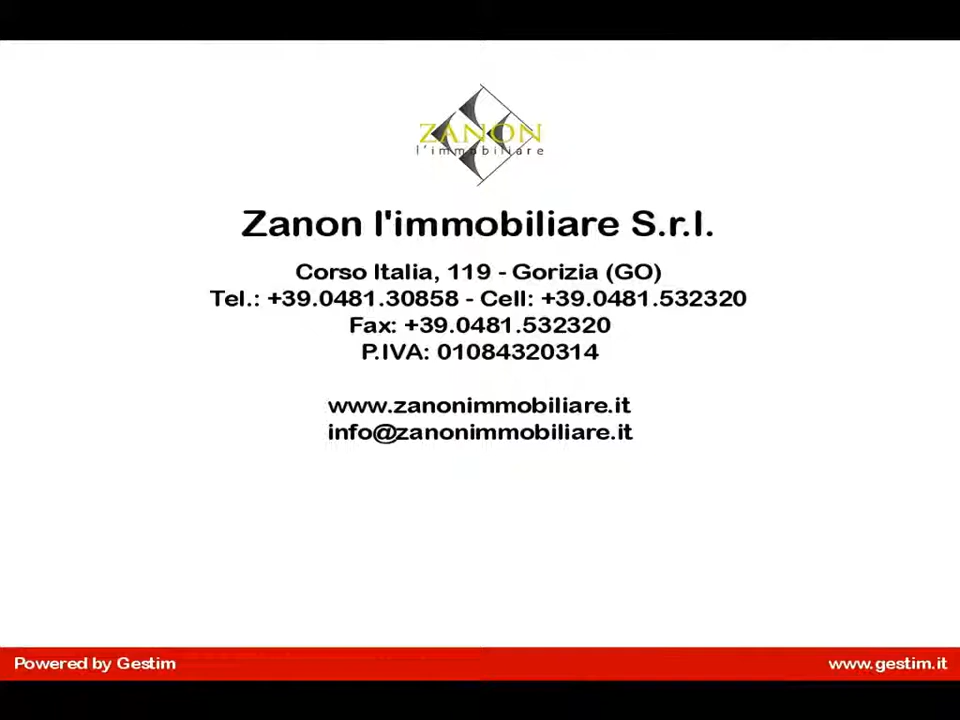 ZANON
l'immobiliare
Zanon l'immobiliare S.r.l.
Corso Italia, 119 - Gorizia (GO)
Tel.: +39.0481.30858 - Cell: +39.0481.532320
Fax: +39.0481.532320
P.IVA: 01084320314
www.zanonimmobiliare.it
info@zanonimmobiliare.it
Powered by Gestim
www.gestim.it